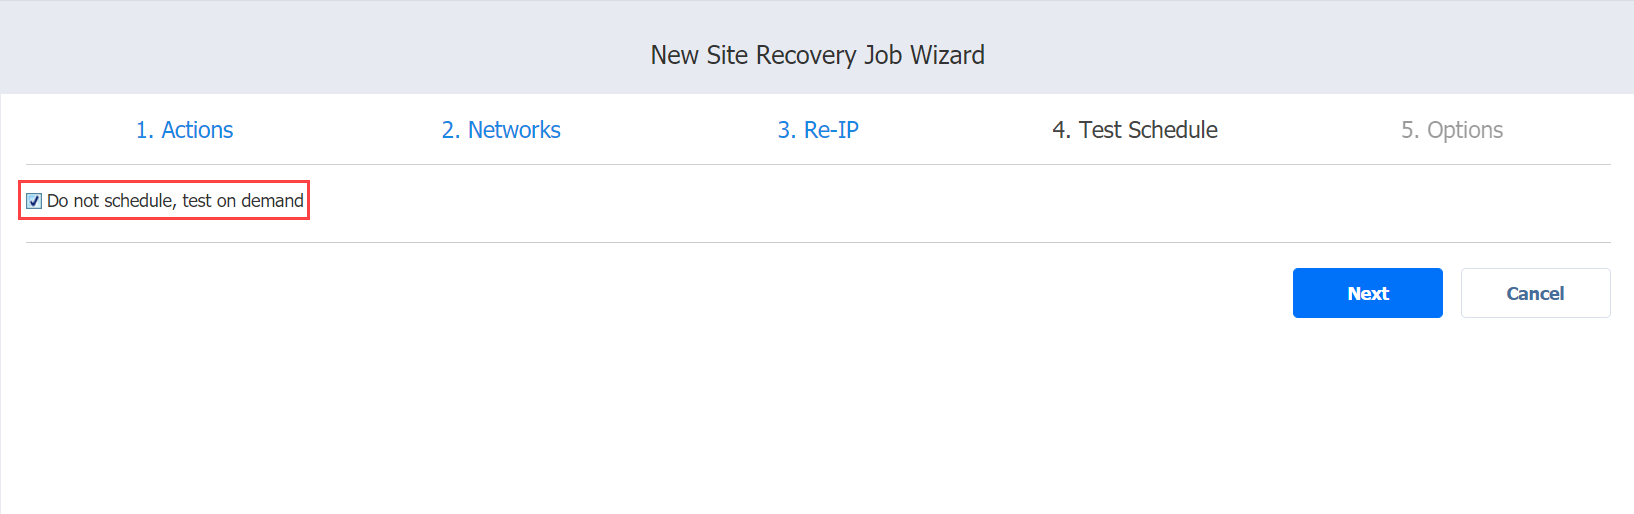 New Site Recovery Job Wizard
1. Actions
2. Networks
3. Re-IP
4. Test Schedule
5. Options
Do not schedule, test on demand
Next
Cancel